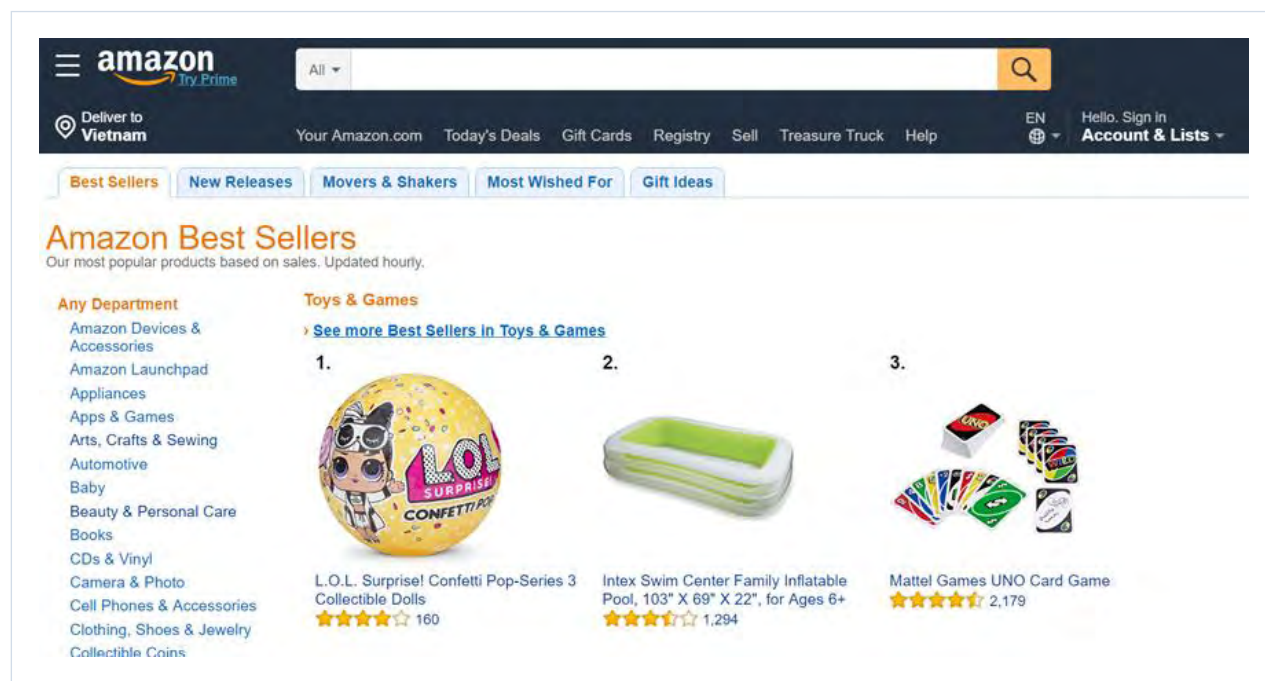 amazon
Try Prime
All
Deliver to
Vietnam
Your Amazon.com Today's Deals Gift Cards Registry Sell Treasure Truck Help
EN
Hello. Sign in
Account & Lists
Best Sellers New Releases Movers & Shakers Most Wished For Gift Ideas
Amazon Best Sellers
Our most popular products based on sales. Updated hourly.
Any Department
Amazon Devices &
Accessories
Amazon Launchpad
Appliances
Apps & Games
Arts, Crafts & Sewing
Automotive
Baby
Beauty & Personal Care
Books
CDs & Vinyl
Camera & Photo
Cell Phones & Accessories
Clothing, Shoes & Jewelry
Collectible Coins
Toys & Games
› See more Best Sellers in Toys & Games
1.
L.O.L.
SURPRISE!
CONFETTI POP
L.O.L. Surprise! Confetti Pop-Series 3
Collectible Dolls
160
2.
Intex Swim Center Family Inflatable
Pool, 103" X 69" X 22", for Ages 6+
1,294
3.
UNO
WILD
Mattel Games UNO Card Game
2,179